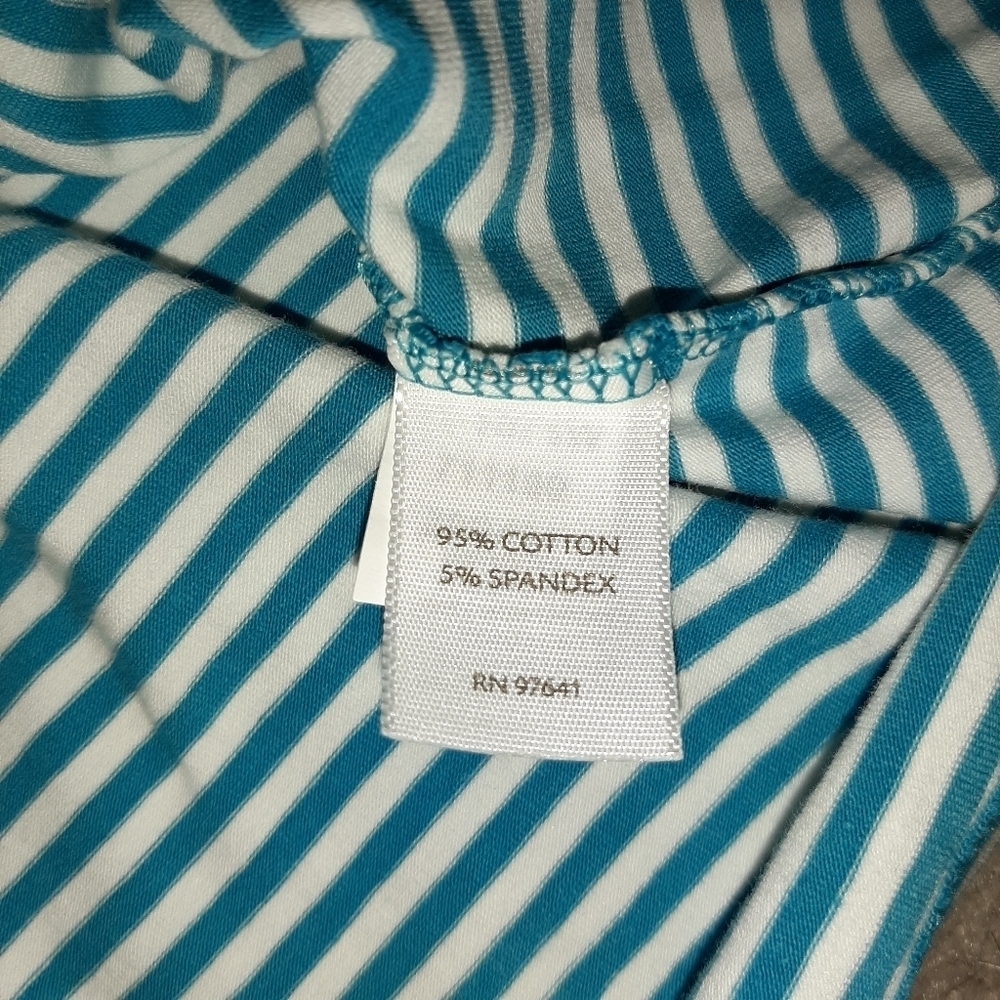 95% COTTON
5% SPANDEX
RN 97641